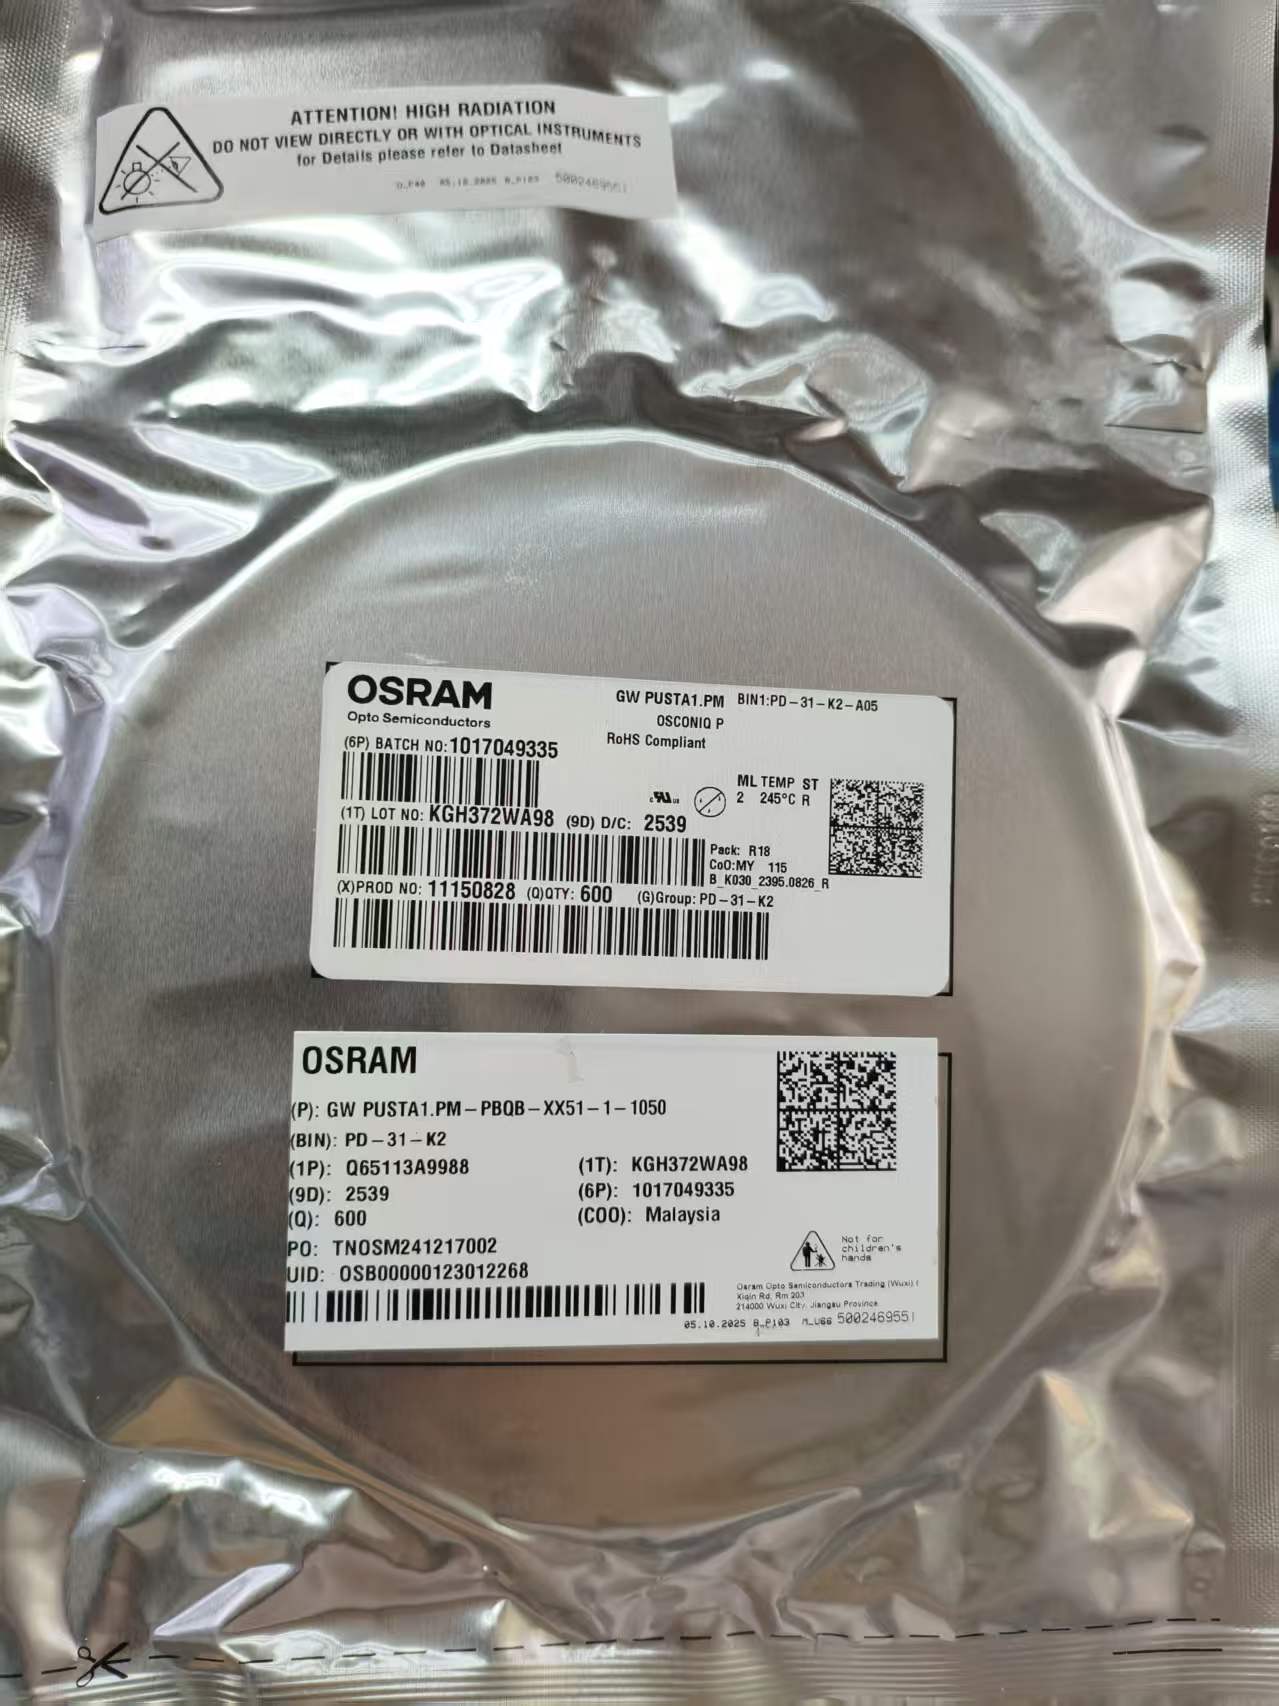 ATTENTION! HIGH RADIATION
DO NOT VIEW DIRECTLY OR WITH OPTICAL INSTRUMENTS
for Details please refer to Datasheet
05.10.2025 B_P103 5002469551
OSRAM
Opto Semiconductors
GW PUSTA1.PM BIN1:PD-31-K2-A05
OSCONIQ P
RoHS Compliant
(6P) BATCH NO:1017049335
ML TEMP ST
2 245°C R
(1T) LOT NO: KGH372WA98 (9D) D/C: 2539
Pack: R18
CoO:MY 115
B_K030_2395.0826_R
(X)PROD NO: 11150828 (Q)QTY: 600 (G)Group: PD-31-K2
OSRAM
(P): GW PUSTA1.PM-PBQB-XX51-1-1050
(BIN): PD-31-K2
(1P): Q65113A9988 (1T): KGH372WA98
(9D): 2539 (6P): 1017049335
(Q): 600 (COO): Malaysia
PO: TNOSM241217002
UID: OSB00000123012268
Not for
children's
hands
Osram Opto Semiconductors Trading (Wuxi) (
Xiqin Rd, Rm 203
214000 Wuxi City, Jiangsu Province
05.10.2025 B_P103 M_U66 5002469551